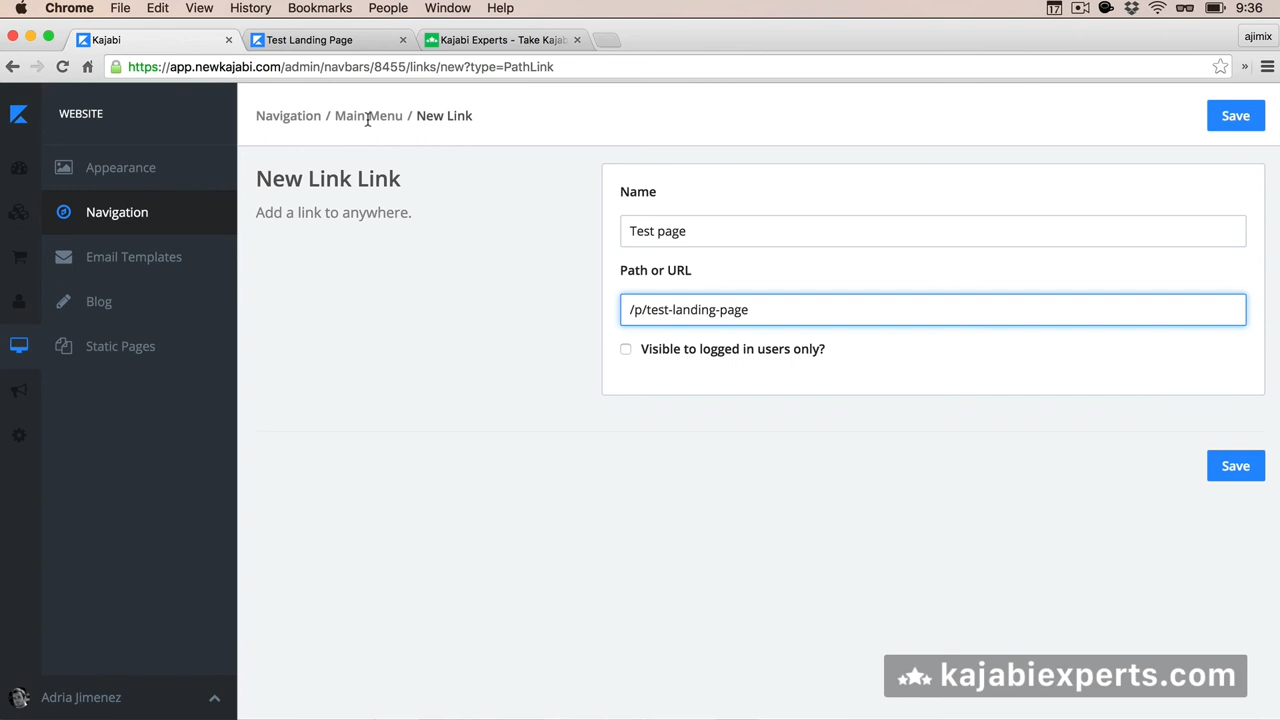 Chrome File Edit View History Bookmarks People Window Help 17 9:36
Kajabi Test Landing Page Kajabi Experts - Take Kajab ajimix
https://app.newkajabi.com/admin/navbars/8455/links/new?type=PathLink »
WEBSITE
Navigation / Main Menu / New Link
Save
Appearance
Navigation
Email Templates
Blog
Static Pages
New Link Link
Add a link to anywhere.
Name
Test page
Path or URL
/p/test-landing-page
Visible to logged in users only?
Save
Adria Jimenez
kajabiexperts.com